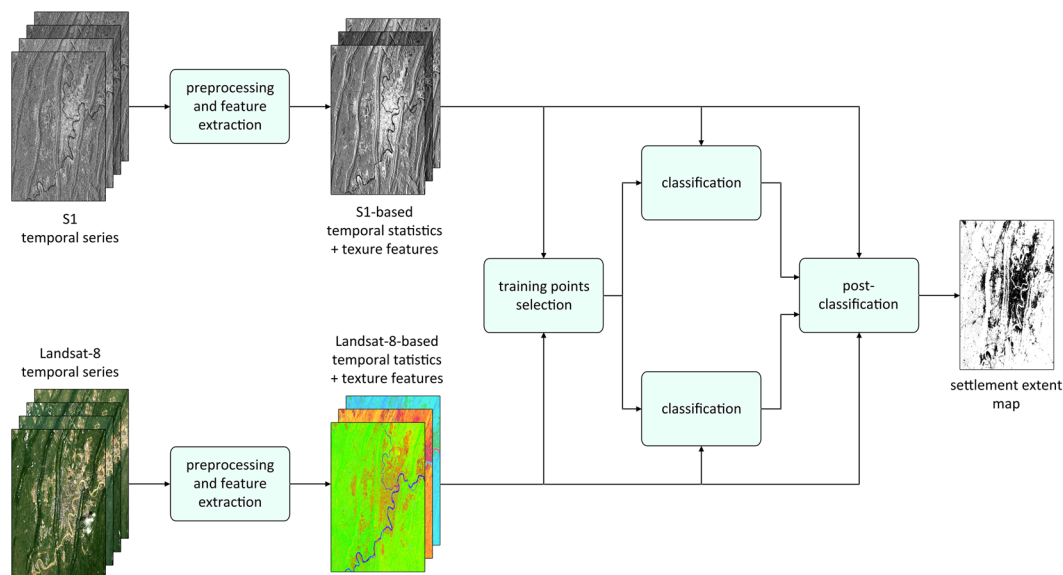 preprocessing
and feature
extraction
S1
temporal series
S1-based
temporal statistics
+ texure features
classification
training points
selection
post-
classification
settlement extent
map
Landsat-8
temporal series
Landsat-8-based
temporal tatistics
+ texture features
classification
preprocessing
and feature
extraction